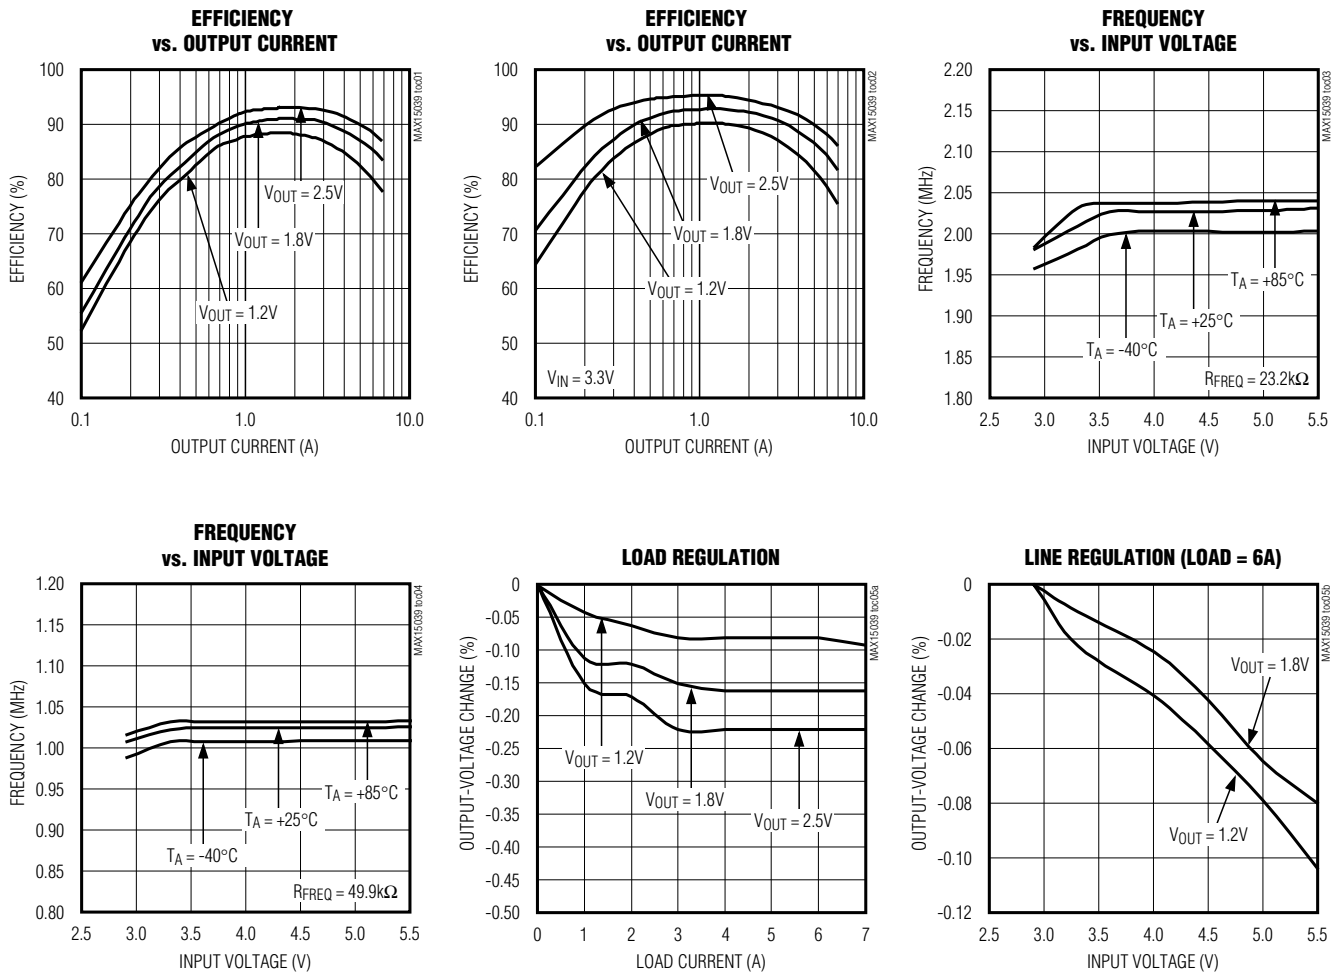 EFFICIENCY
vs. OUTPUT CURRENT
MAX15039 toc01
EFFICIENCY (%)
100
90
80
70
60
50
40
VOUT = 2.5V
VOUT = 1.8V
VOUT = 1.2V
0.1
1.0
10.0
OUTPUT CURRENT (A)
EFFICIENCY
vs. OUTPUT CURRENT
MAX15039 toc02
EFFICIENCY (%)
100
90
80
70
60
50
40
VOUT = 2.5V
VOUT = 1.8V
VOUT = 1.2V
VIN = 3.3V
0.1
1.0
10.0
OUTPUT CURRENT (A)
FREQUENCY
vs. INPUT VOLTAGE
MAX15039 toc03
FREQUENCY (MHz)
2.20
2.15
2.10
2.05
2.00
1.95
1.90
1.85
1.80
TA = +85°C
TA = +25°C
TA = -40°C
RFREQ = 23.2kΩ
2.5
3.0
3.5
4.0
4.5
5.0
5.5
INPUT VOLTAGE (V)
FREQUENCY
vs. INPUT VOLTAGE
MAX15039 toc04
FREQUENCY (MHz)
1.20
1.15
1.10
1.05
1.00
0.95
0.90
0.85
0.80
TA = +85°C
TA = +25°C
TA = -40°C
RFREQ = 49.9kΩ
2.5
3.0
3.5
4.0
4.5
5.0
5.5
INPUT VOLTAGE (V)
LOAD REGULATION
MAX15039 toc05a
OUTPUT-VOLTAGE CHANGE (%)
0
-0.05
-0.10
-0.15
-0.20
-0.25
-0.30
-0.35
-0.40
-0.45
-0.50
VOUT = 1.2V
VOUT = 1.8V
VOUT = 2.5V
0
1
2
3
4
5
6
7
LOAD CURRENT (A)
LINE REGULATION (LOAD = 6A)
MAX15039 toc05b
OUTPUT-VOLTAGE CHANGE (%)
0
-0.02
-0.04
-0.06
-0.08
-0.10
-0.12
VOUT = 1.8V
VOUT = 1.2V
2.5
3.0
3.5
4.0
4.5
5.0
5.5
INPUT VOLTAGE (V)